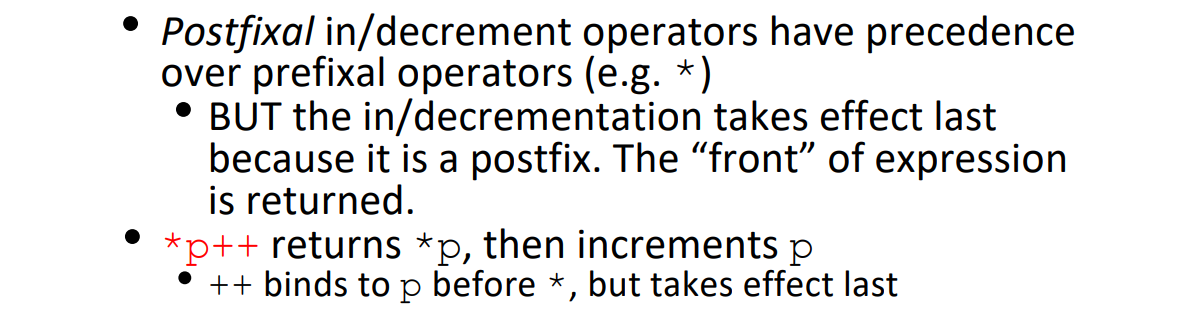 • Postfixal in/decrement operators have precedence
over prefixal operators (e.g. *)
• BUT the in/decrementation takes effect last
because it is a postfix. The “front” of expression
is returned.
• *p++ returns *p, then increments p
• ++ binds to p before *, but takes effect last